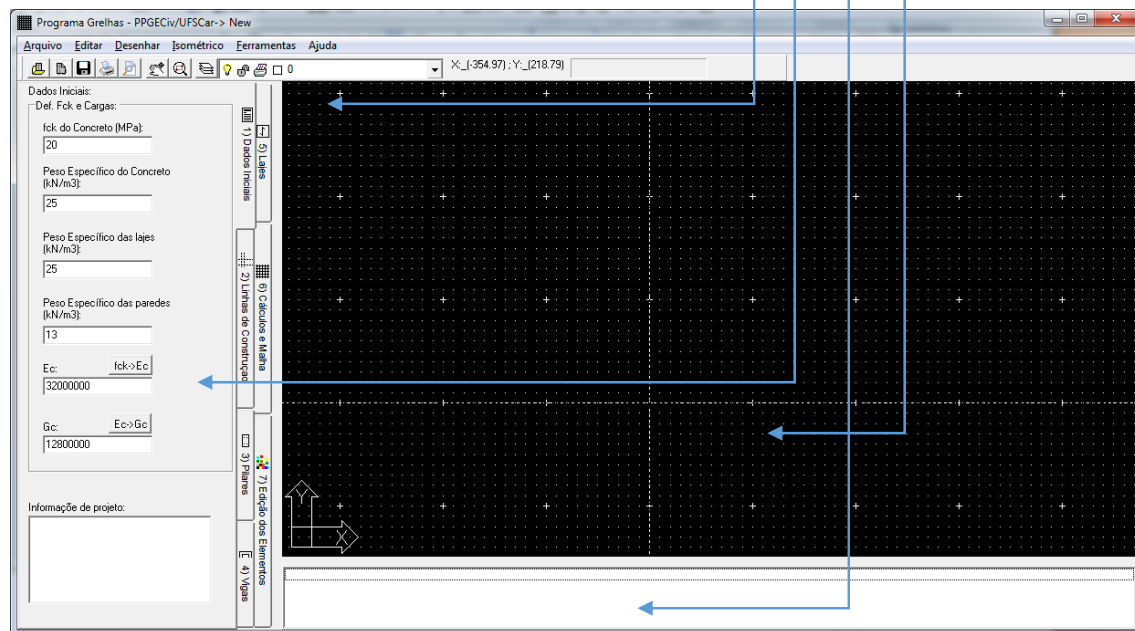 Programa Grelhas - PPGECiv/UFSCar-> New
Arquivo Editar Desenhar Isométrico Ferramentas Ajuda
0
X:_(-354.97) ; Y:_(218.79)
Dados Iniciais:
Def. Fck e Cargas:
fck do Concreto (MPa):
20
Peso Específico do Concreto
(kN/m3):
25
Peso Específico das lajes
(kN/m3):
25
Peso Específico das paredes
(kN/m3):
13
Ec:
fck->Ec
32000000
Gc:
Ec->Gc
12800000
Informaçõe de projeto:
1) Dados Iniciais
2) Linhas de Construçao
3) Pilares
4) Vigas
5) Lajes
6) Cálculos e Malha
7) Edição dos Elementos
Y
X